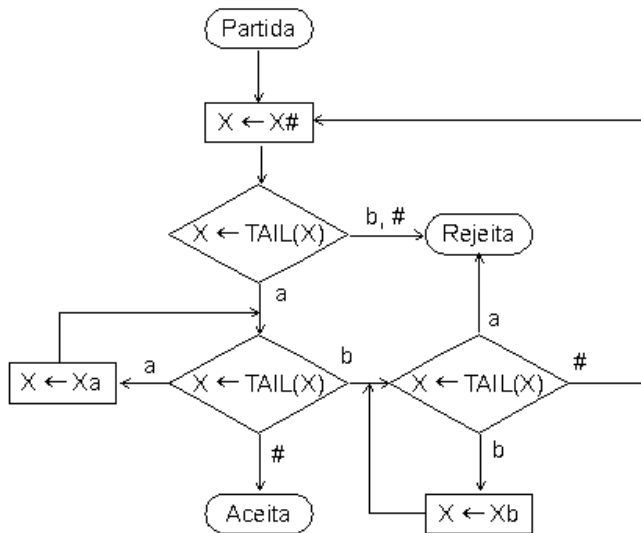 Partida
X ← X#
X ← TAIL(X)
b, #
Rejeita
a
a
X ← Xa
a
X ← TAIL(X)
b
X ← TAIL(X)
#
#
b
Aceita
X ← Xb